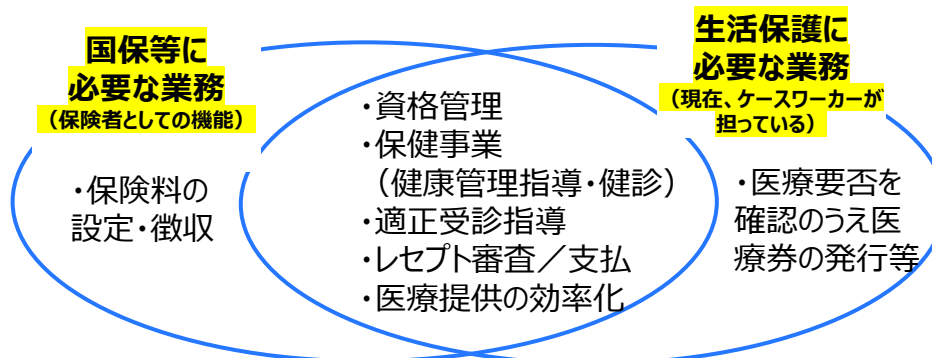 国保等に
必要な業務
（保険者としての機能）
・保険料の
設定・徴収
・資格管理
・保健事業
（健康管理指導・健診）
・適正受診指導
・レセプト審査／支払
・医療提供の効率化
生活保護に
必要な業務
（現在、ケースワーカーが
担っている）
・医療要否を
確認のうえ医
療券の発行等